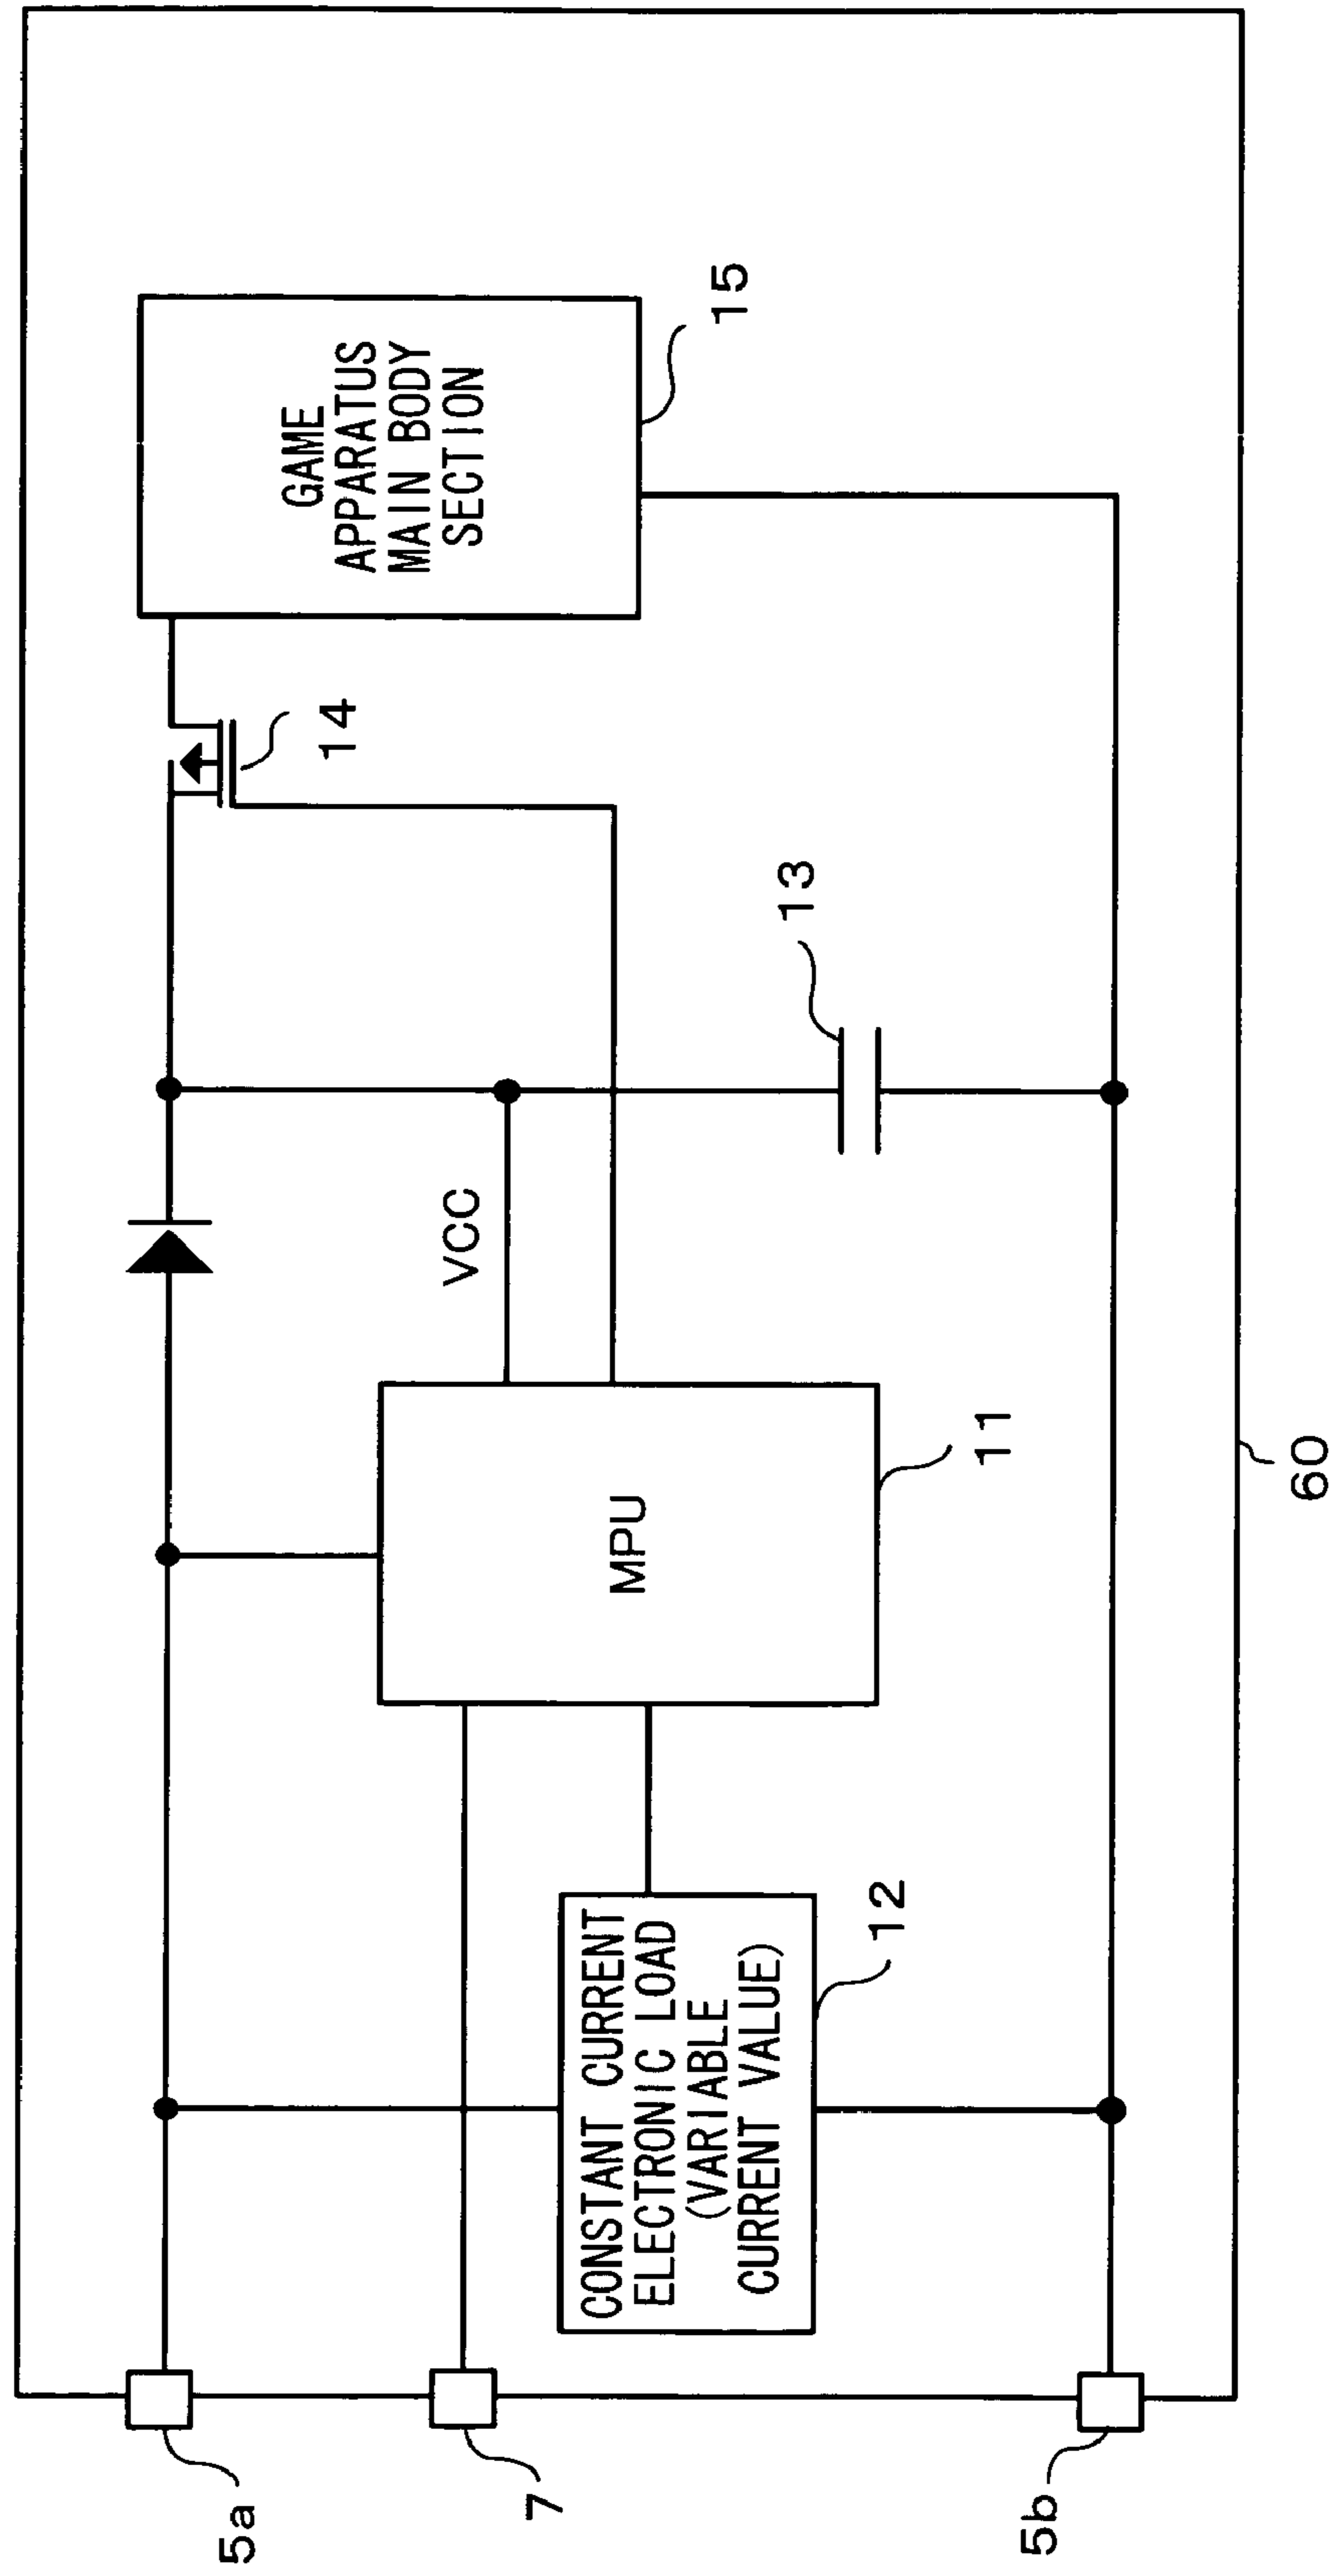 5a
7
5b
CONSTANT CURRENT
ELECTRONIC LOAD
(VARIABLE
CURRENT VALUE)
12
MPU
11
VCC
13
14
GAME
APPARATUS
MAIN BODY
SECTION
15
60